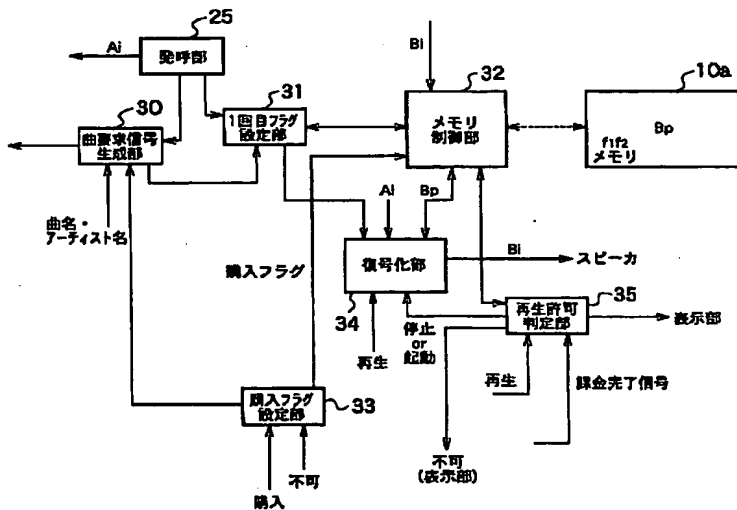 25
Ai
発呼部
Bi
32
10a
30
31
1回目フラグ
設定部
メモリ
制御部
Bp
f1f2
メモリ
曲要求信号
生成部
Ai
Bp
曲名・
アーティスト名
購入フラグ
復号化部
Bi
スピーカ
34
35
再生許可
判定部
表示部
停止
or
起動
再生
再生
課金完了信号
購入フラグ
設定部
33
不可
(表示部)
不可
購入